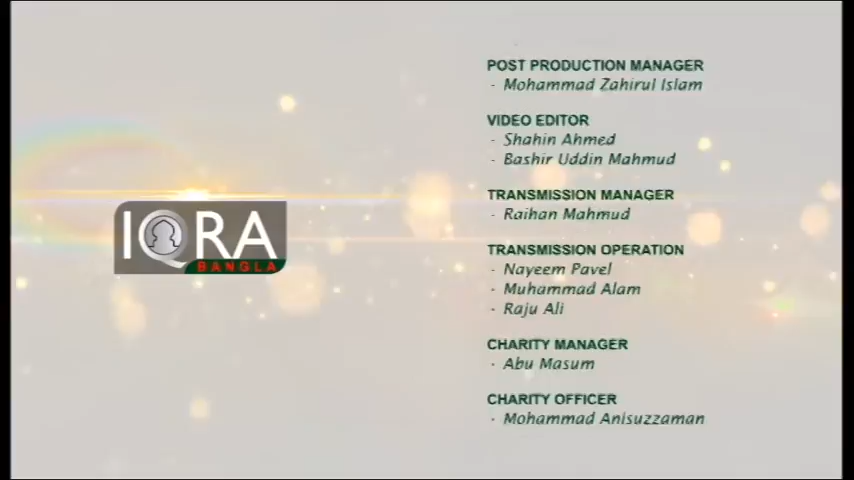 IQRA
BANGLA
POST PRODUCTION MANAGER
- Mohammad Zahirul Islam
VIDEO EDITOR
- Shahin Ahmed
- Bashir Uddin Mahmud
TRANSMISSION MANAGER
- Raihan Mahmud
TRANSMISSION OPERATION
- Nayeem Pavel
- Muhammad Alam
- Raju Ali
CHARITY MANAGER
- Abu Masum
CHARITY OFFICER
- Mohammad Anisuzzaman